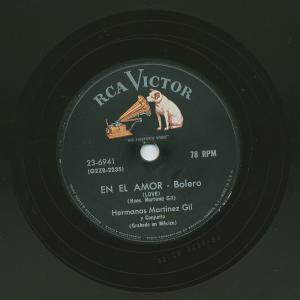 RCA VICTOR
"HIS MASTER'S VOICE"
23-6941
(G2ZB-2235)
78 RPM
EN EL AMOR - Bolero
(LOVE)
(Hnos. Martínez Gil)
Hermanos Martínez Gil
y Conjunto
(Grabado en México)